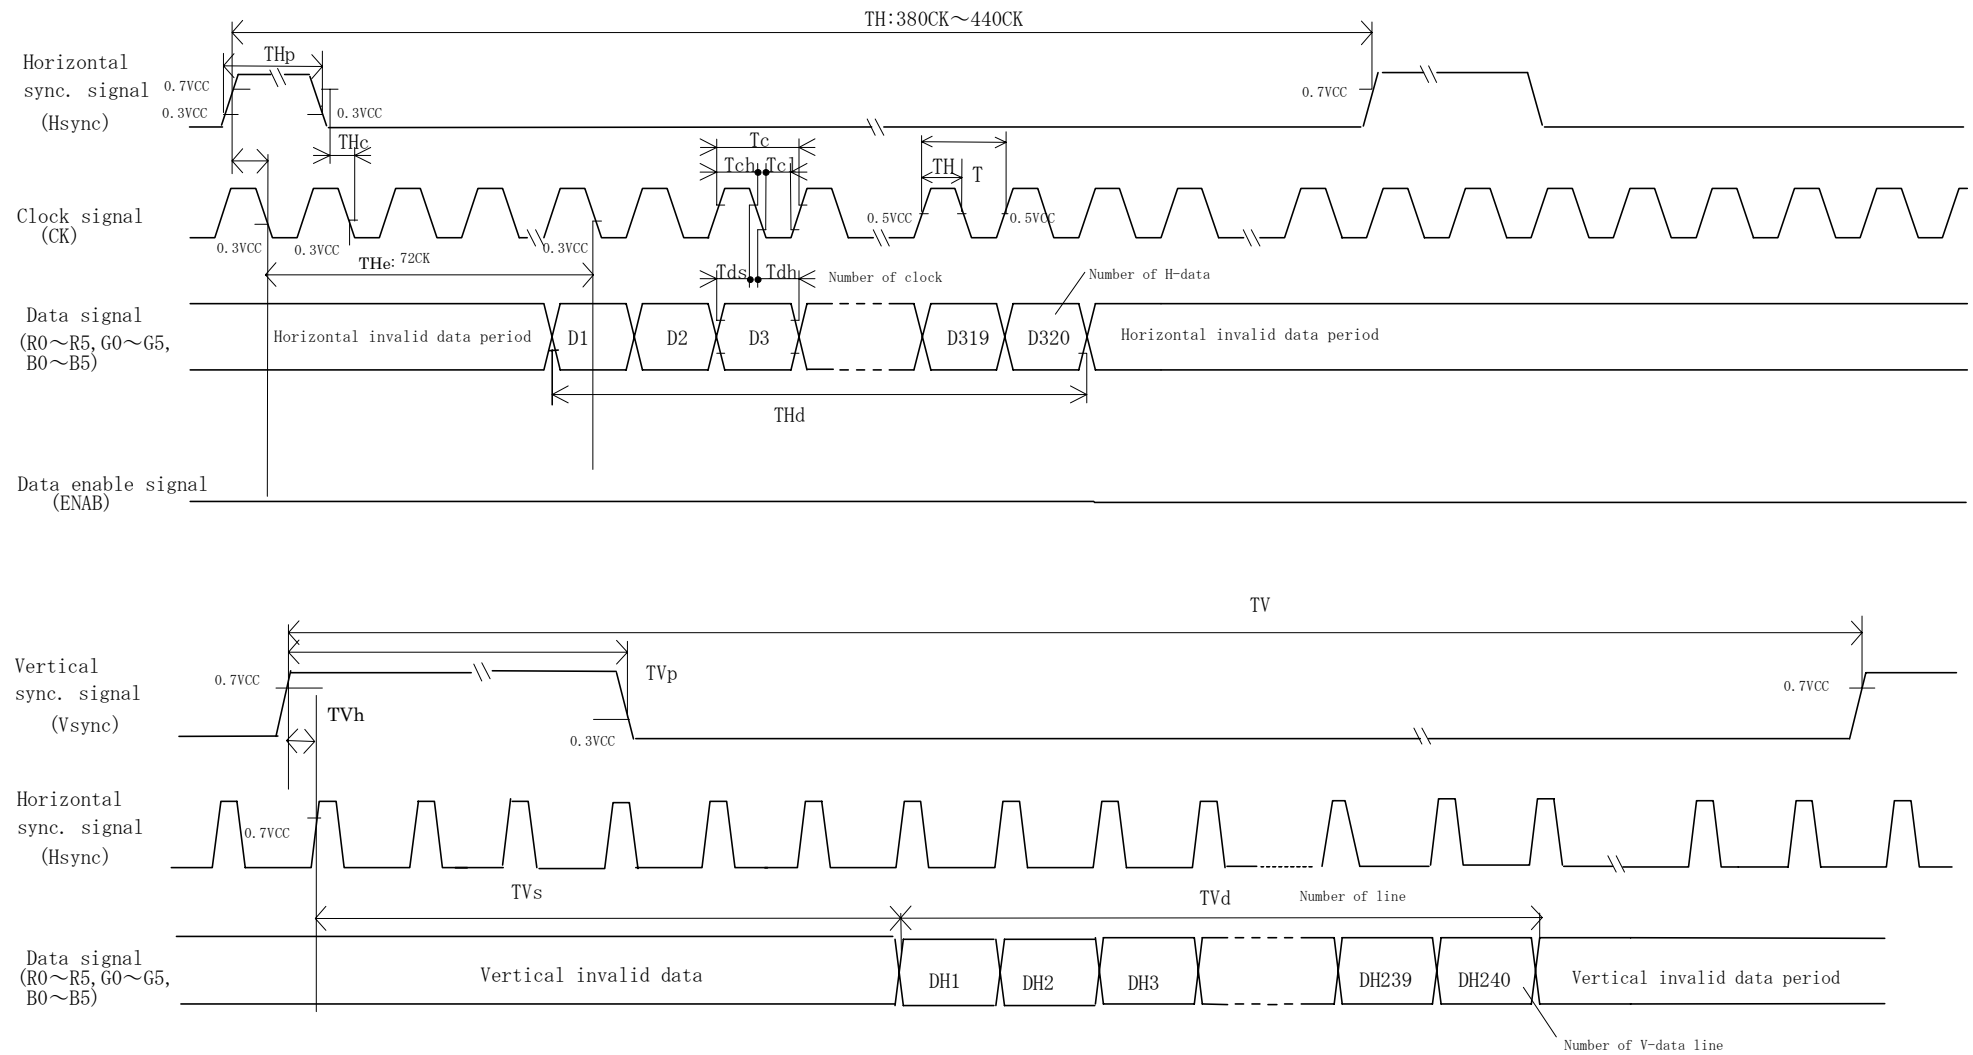 TH:380CK～440CK
Horizontal
sync. signal
(Hsync)
THp
0.7VCC
0.3VCC
0.3VCC
0.7VCC
THc
Tc
Tch
Tcl
TH
T
Clock signal
(CK)
0.3VCC
0.3VCC
0.3VCC
0.5VCC
0.5VCC
THe: 72CK
Tds
Tdh
Number of clock
Number of H-data
Data signal
(R0～R5,G0～G5,
B0～B5)
Horizontal invalid data period
D1
D2
D3
D319
D320
Horizontal invalid data period
THd
Data enable signal
(ENAB)
TV
Vertical
sync. signal
(Vsync)
0.7VCC
TVp
0.7VCC
TVh
0.3VCC
Horizontal
sync. signal
(Hsync)
0.7VCC
TVs
TVd
Number of line
Data signal
(R0～R5,G0～G5,
B0～B5)
Vertical invalid data
DH1
DH2
DH3
DH239
DH240
Vertical invalid data period
Number of V-data line